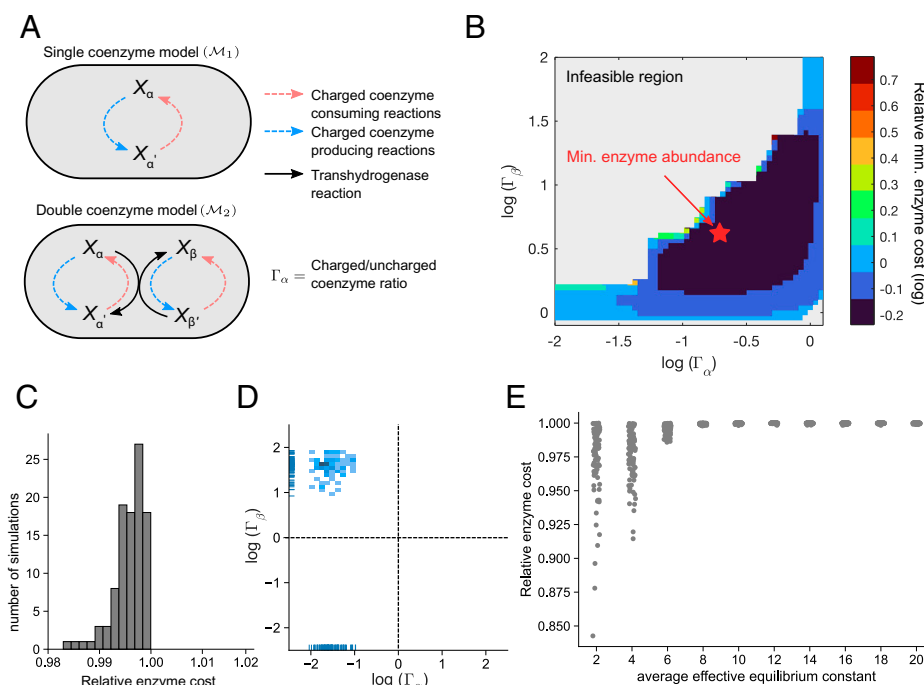 A
Single coenzyme model (ℳ₁)
Xα
Xα'
Charged coenzyme
consuming reactions
Charged coenzyme
producing reactions
Transhydrogenase
reaction
Double coenzyme model (ℳ₂)
Xα Xβ
Xα' Xβ'
Γα = Charged/uncharged
coenzyme ratio
B
Infeasible region
Min. enzyme abundance
log (Γβ)
2
1.5
1
0.5
0
-2 -1.5 -1 -0.5 0
log (Γα)
0.7
0.6
0.5
0.4
0.3
0.2
0.1
0
-0.1
-0.2
Relative min. enzyme cost (log)
C
number of simulations
25
20
15
10
5
0
0.98 0.99 1.00 1.01 1.02
Relative enzyme cost
D
log (Γβ)
2
1
0
−1
−2
−2 −1 0 1 2
E
Relative enzyme cost
1.000
0.975
0.950
0.925
0.900
0.875
0.850
2 4 6 8 10 12 14 16 18 20
average effective equilibrium constant